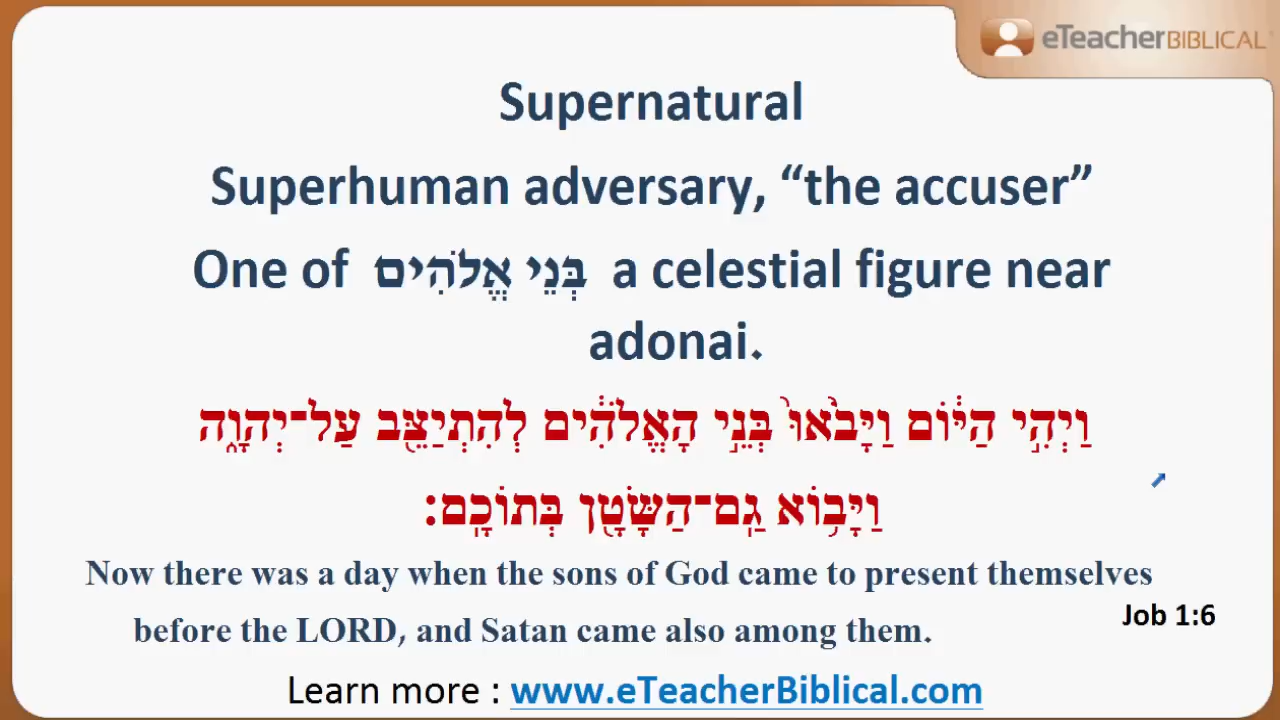 eTeacherBIBLICAL
Supernatural
Superhuman adversary, “the accuser”
One of בְּנֵי אֱלֹהִים a celestial figure near
adonai.
וַיְהִ֣י הַיּ֔וֹם וַיָּבֹ֙אוּ֙ בְּנֵ֣י הָאֱלֹהִ֔ים לְהִתְיַצֵּ֖ב עַל־יְהוָ֑ה
וַיָּב֥וֹא גַֽם־הַשָּׂטָ֖ן בְּתוֹכָֽם׃
Now there was a day when the sons of God came to present themselves
before the LORD, and Satan came also among them.
Job 1:6
Learn more : www.eTeacherBiblical.com